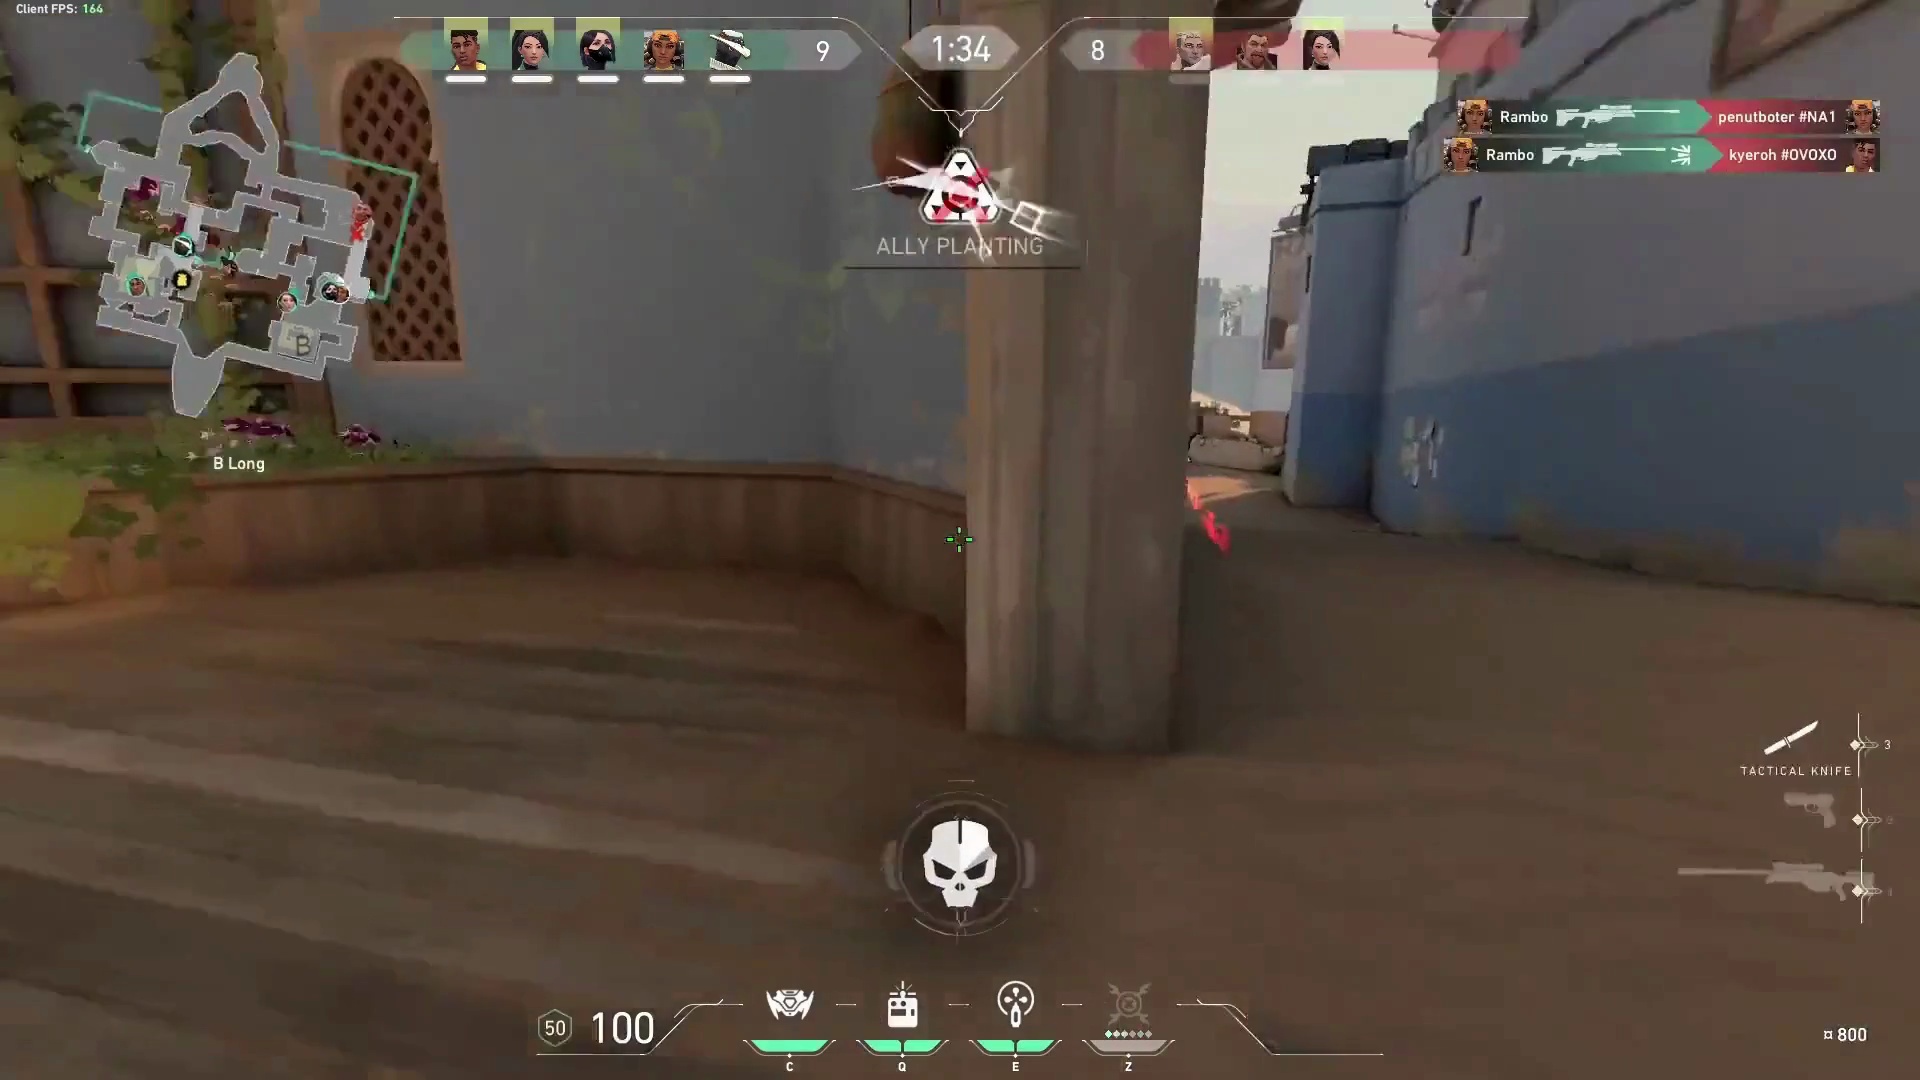 Client FPS: 164
9
1:34
8
Rambo
penutboter #NA1
Rambo
kyeroh #OVOXO
ALLY PLANTING
B
B Long
3
TACTICAL KNIFE
50
100
C
Q
E
Z
¤ 800